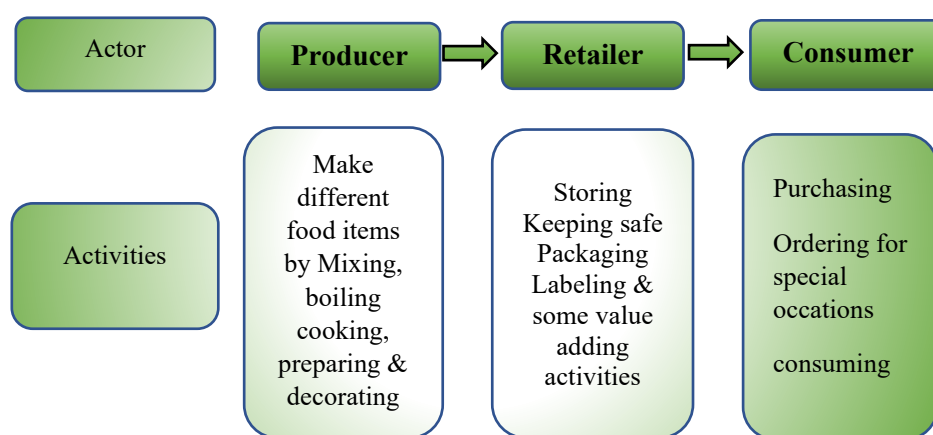 Actor
Producer
Retailer
Consumer
Activities
Make
different
food items
by Mixing,
boiling
cooking,
preparing &
decorating
Storing
Keeping safe
Packaging
Labeling &
some value
adding
activities
Purchasing
Ordering for
special
occations
consuming